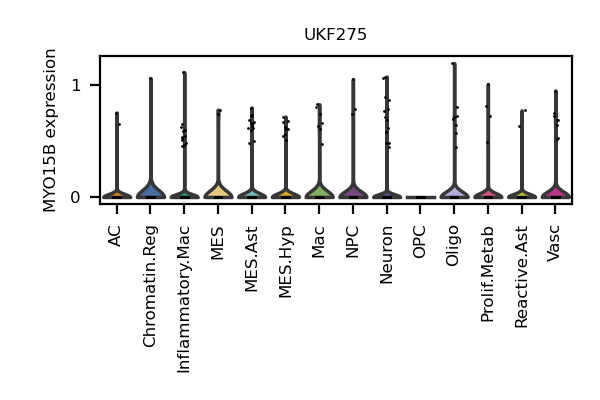 UKF275
MYO15B expression
1
0
AC
Chromatin.Reg
Inflammatory.Mac
MES
MES.Ast
MES.Hyp
Mac
NPC
Neuron
OPC
Oligo
Prolif.Metab
Reactive.Ast
Vasc